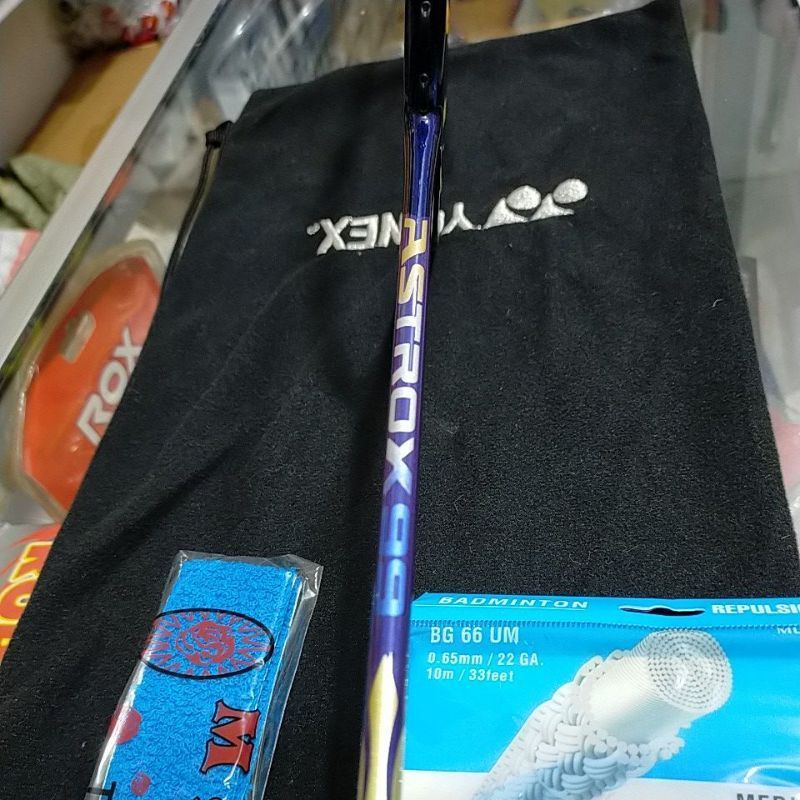 YONEX
ASTROX 99
ROX
BADMINTON
REPULSI
BG 66 UM
0.65mm / 22 GA.
10m / 33feet
M